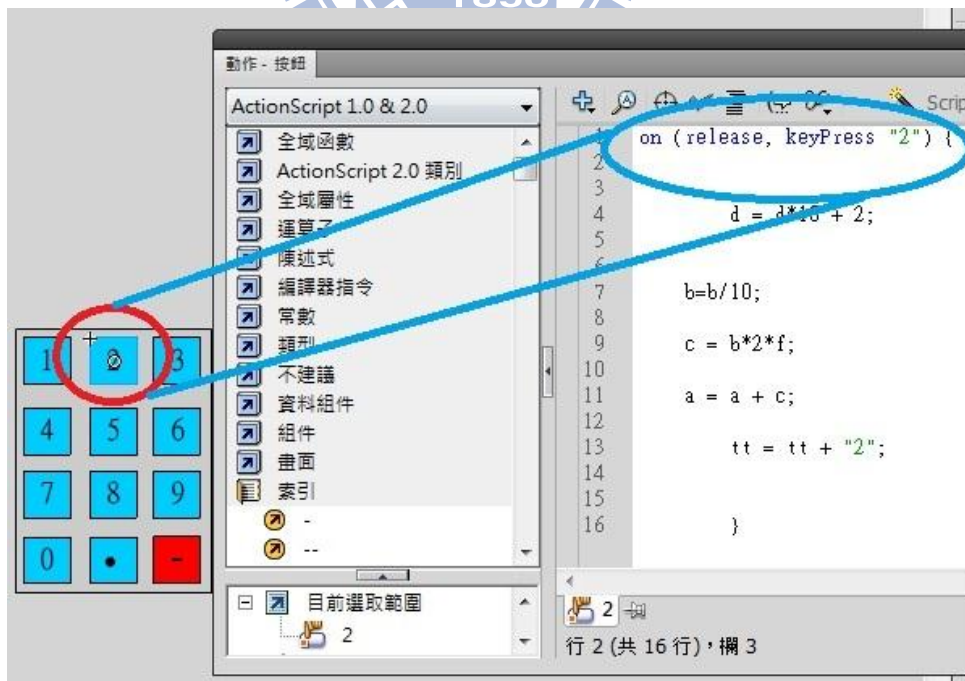 1838
動作 - 按鈕
ActionScript 1.0 & 2.0
全域函數
ActionScript 2.0 類別
全域屬性
運算子
陳述式
編譯器指令
常數
類型
不建議
資料組件
組件
畫面
索引
-
--
目前選取範圍
2
1 2 3
4 5 6
7 8 9
0 • -
Scrip
1 on (release, keyPress "2") {
2
3
4 d = d*10 + 2;
5
6
7 b=b/10;
8
9 c = b*2*f;
10
11 a = a + c;
12
13 tt = tt + "2";
14
15
16 }
2
行 2 (共 16 行)，欄 3